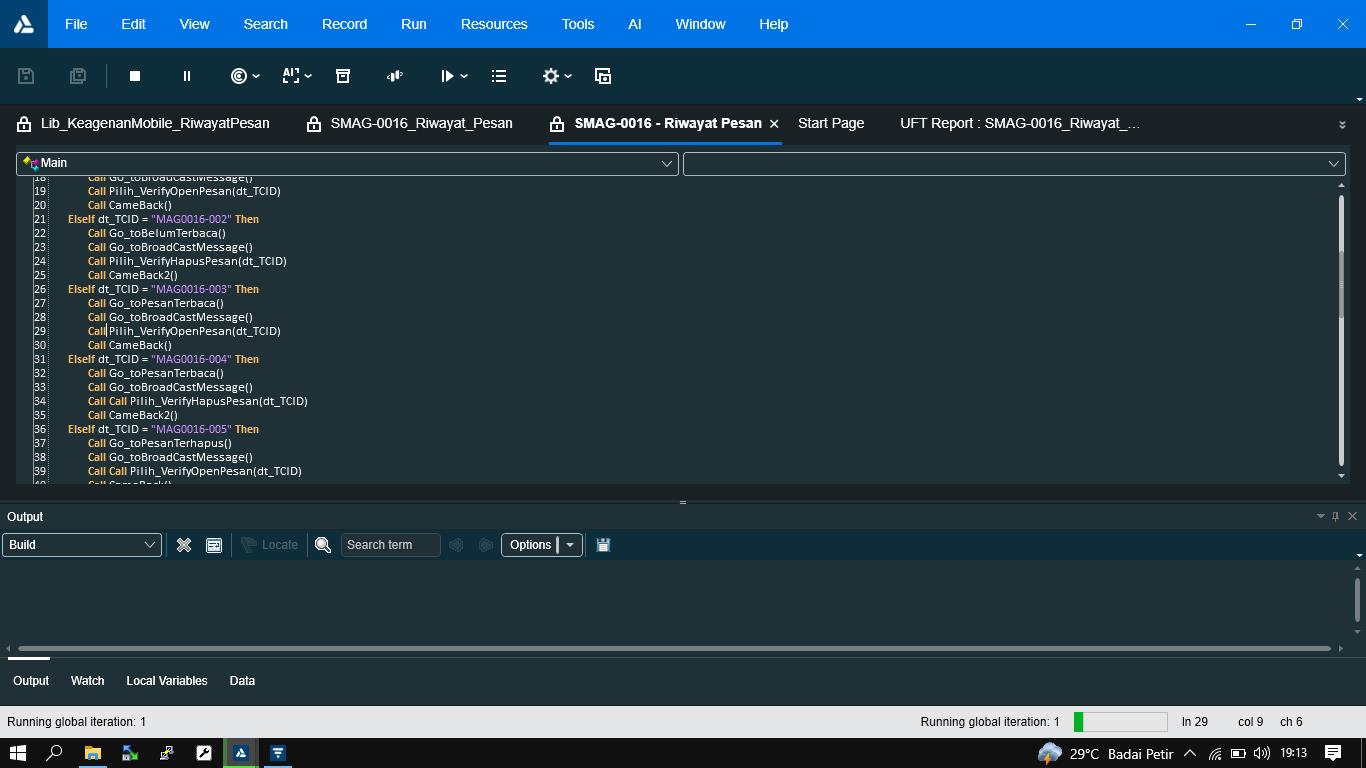 File Edit View Search Record Run Resources Tools AI Window Help
Lib_KeagenanMobile_RiwayatPesan SMAG-0016_Riwayat_Pesan SMAG-0016 - Riwayat Pesan Start Page UFT Report : SMAG-0016_Riwayat_...
Main
18 Call Go_toBroadCastMessage()
19 Call Pilih_VerifyOpenPesan(dt_TCID)
20 Call CameBack()
21 ElseIf dt_TCID = "MAG0016-002" Then
22 Call Go_toBelumTerbaca()
23 Call Go_toBroadCastMessage()
24 Call Pilih_VerifyHapusPesan(dt_TCID)
25 Call CameBack2()
26 ElseIf dt_TCID = "MAG0016-003" Then
27 Call Go_toPesanTerbaca()
28 Call Go_toBroadCastMessage()
29 Call Pilih_VerifyOpenPesan(dt_TCID)
30 Call CameBack()
31 ElseIf dt_TCID = "MAG0016-004" Then
32 Call Go_toPesanTerbaca()
33 Call Go_toBroadCastMessage()
34 Call Call Pilih_VerifyHapusPesan(dt_TCID)
35 Call CameBack2()
36 ElseIf dt_TCID = "MAG0016-005" Then
37 Call Go_toPesanTerhapus()
38 Call Go_toBroadCastMessage()
39 Call Call Pilih_VerifyOpenPesan(dt_TCID)
40 Call CameBack()
Output
Build Locate Search term Options
Output Watch Local Variables Data
Running global iteration: 1 Running global iteration: 1 ln 29 col 9 ch 6
29°C Badai Petir 19:13